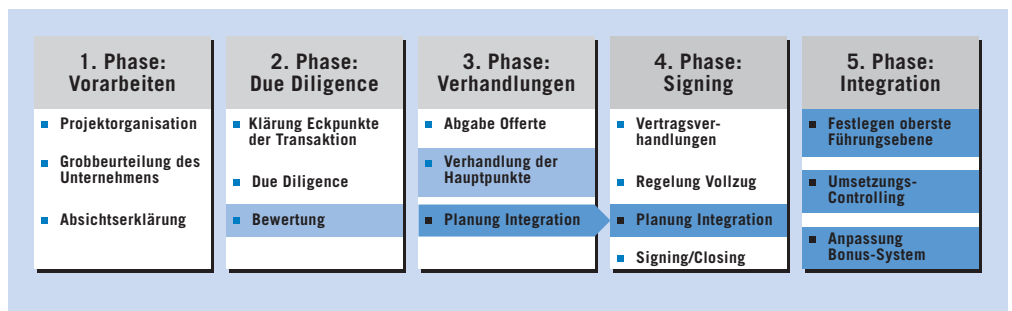 1. Phase:
Vorarbeiten
Projektorganisation
Grobbeurteilung des
Unternehmens
Absichtserklärung
2. Phase:
Due Diligence
Klärung Eckpunkte
der Transaktion
Due Diligence
Bewertung
3. Phase:
Verhandlungen
Abgabe Offerte
Verhandlung der
Hauptpunkte
Planung Integration
4. Phase:
Signing
Vertragsver-
handlungen
Regelung Vollzug
Planung Integration
Signing/Closing
5. Phase:
Integration
Festlegen oberste
Führungsebene
Umsetzungs-
Controlling
Anpassung
Bonus-System